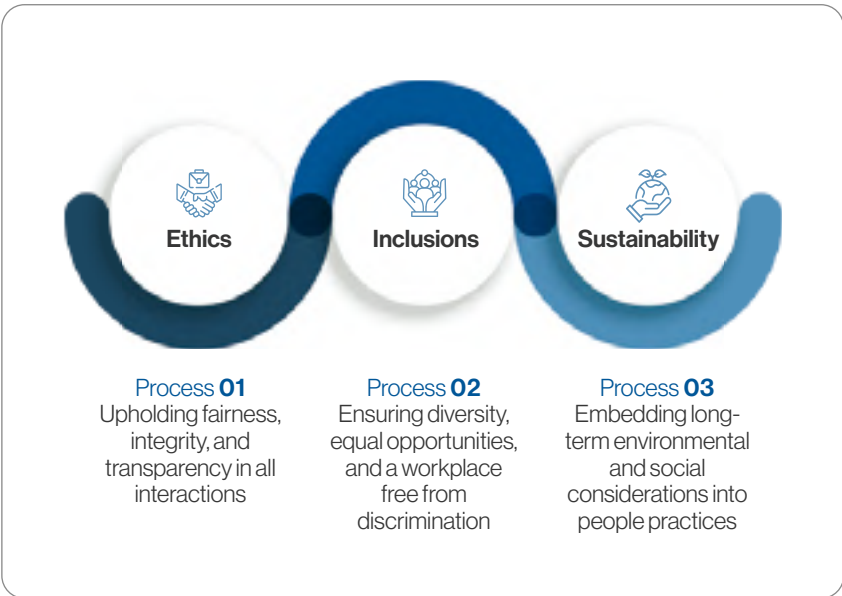 Ethics
Inclusions
Sustainability
Process 01
Upholding fairness,
integrity, and
transparency in all
interactions
Process 02
Ensuring diversity,
equal opportunities,
and a workplace
free from
discrimination
Process 03
Embedding long-
term environmental
and social
considerations into
people practices